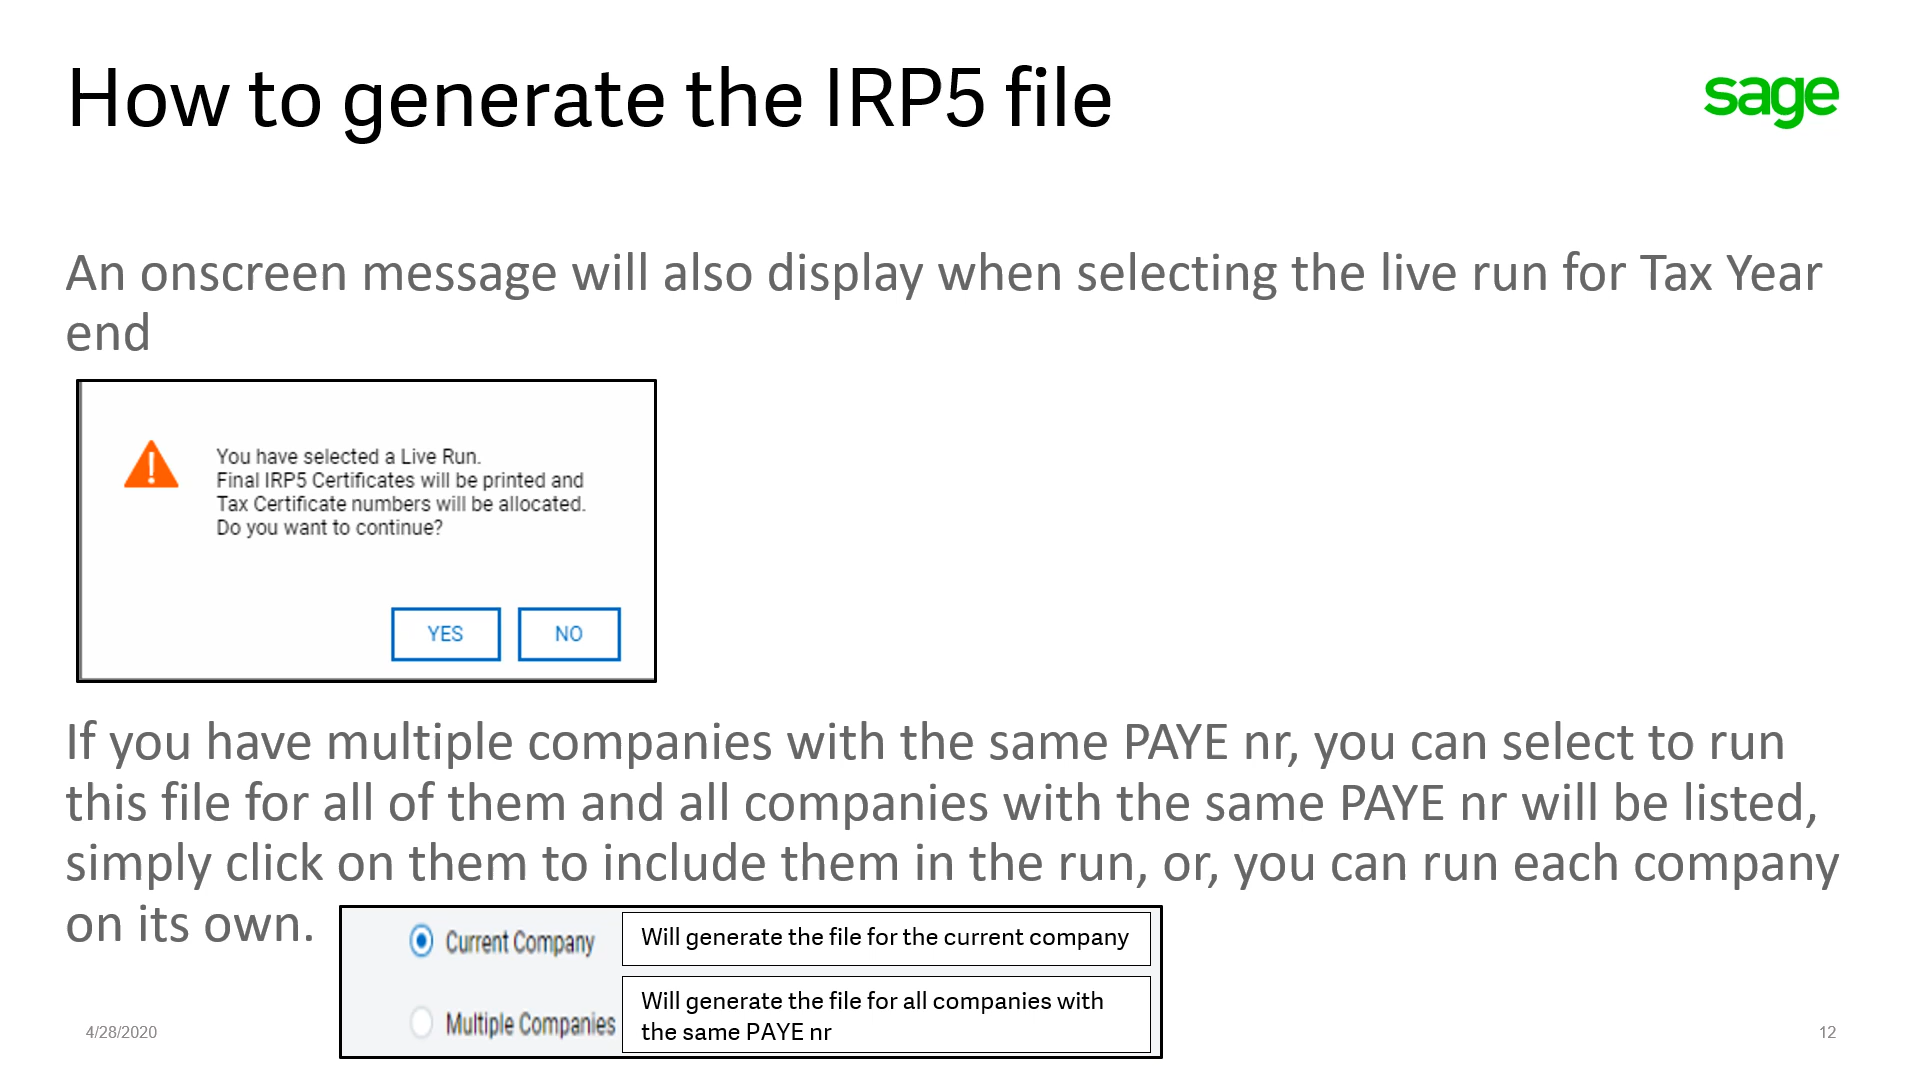 How to generate the IRP5 file
sage
An onscreen message will also display when selecting the live run for Tax Year
end
You have selected a Live Run.
Final IRP5 Certificates will be printed and
Tax Certificate numbers will be allocated.
Do you want to continue?
YES NO
If you have multiple companies with the same PAYE nr, you can select to run
this file for all of them and all companies with the same PAYE nr will be listed,
simply click on them to include them in the run, or, you can run each company
on its own.
Current Company Will generate the file for the current company
Multiple Companies Will generate the file for all companies with
the same PAYE nr
4/28/2020
12